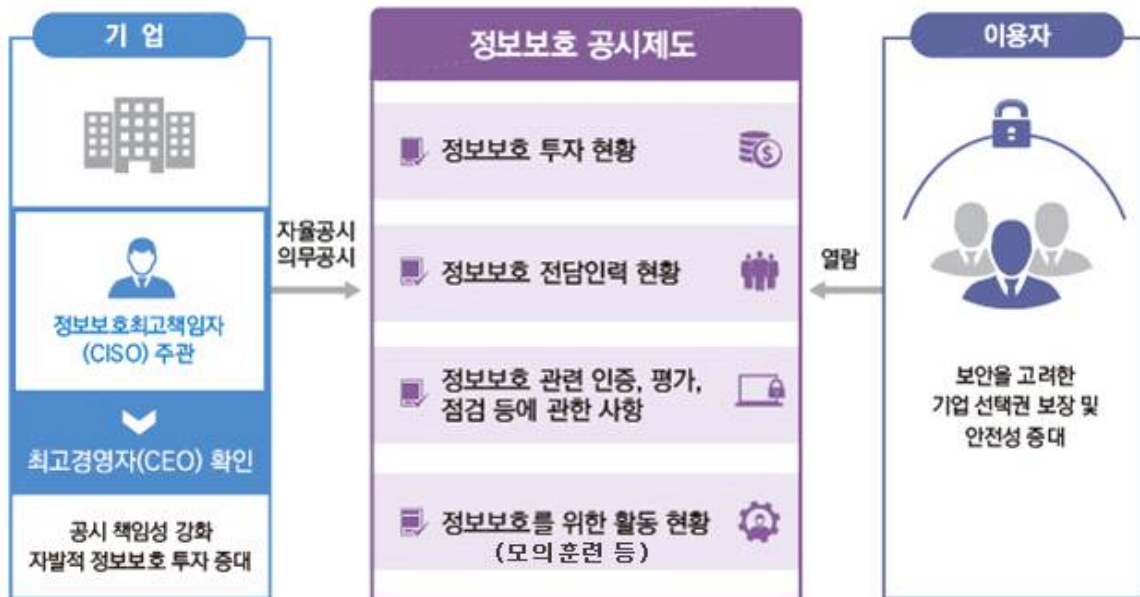 기 업
정보보호최고책임자
(CISO) 주관
최고경영자(CEO) 확인
공시 책임성 강화
자발적 정보보호 투자 증대
자율공시
의무공시
정보보호 공시제도
정보보호 투자 현황
정보보호 전담인력 현황
정보보호 관련 인증, 평가,
점검 등에 관한 사항
정보보호를 위한 활동 현황
(모의훈련 등)
열람
이용자
보안을 고려한
기업 선택권 보장 및
안전성 증대